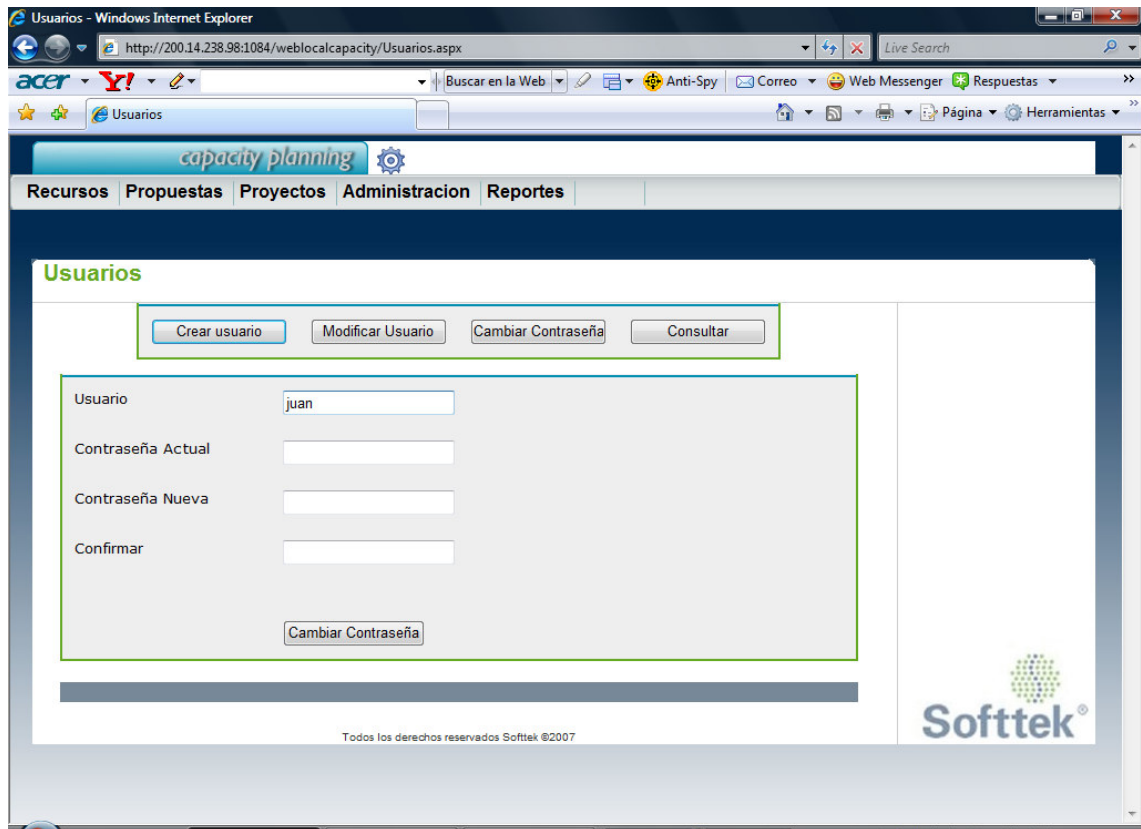 Usuarios - Windows Internet Explorer
http://200.14.238.98:1084/weblocalcapacity/Usuarios.aspx
Live Search
acer Y! Buscar en la Web Anti-Spy Correo Web Messenger Respuestas
Usuarios Página Herramientas
capacity planning
Recursos Propuestas Proyectos Administracion Reportes
Usuarios
Crear usuario Modificar Usuario Cambiar Contraseña Consultar
Usuario juan
Contraseña Actual
Contraseña Nueva
Confirmar
Cambiar Contraseña
Softtek®
Todos los derechos reservados Softtek ©2007